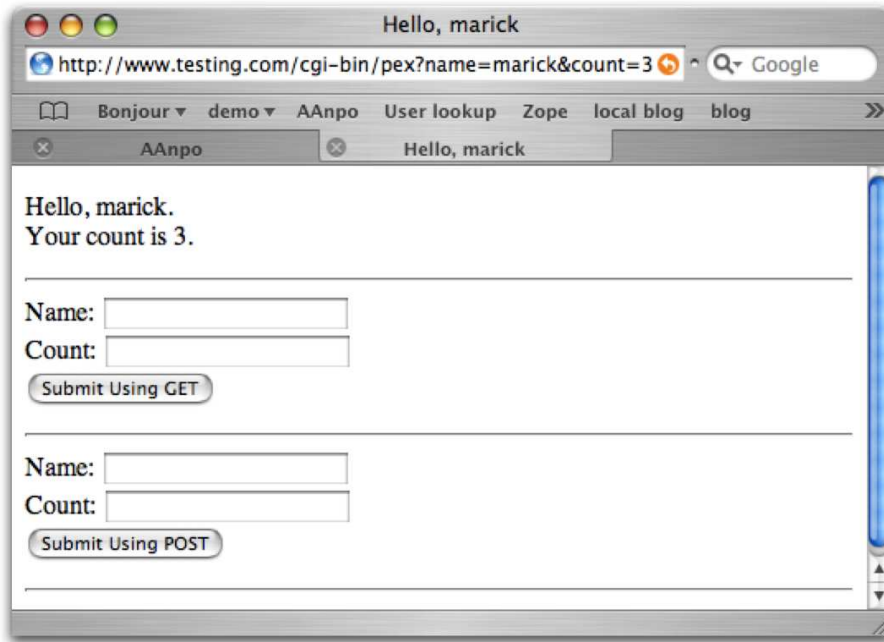 Hello, marick
http://www.testing.com/cgi-bin/pex?name=marick&count=3 Google
Bonjour demo AAnpo User lookup Zope local blog blog
AAnpo Hello, marick
Hello, marick.
Your count is 3.
Name:
Count:
Submit Using GET
Name:
Count:
Submit Using POST